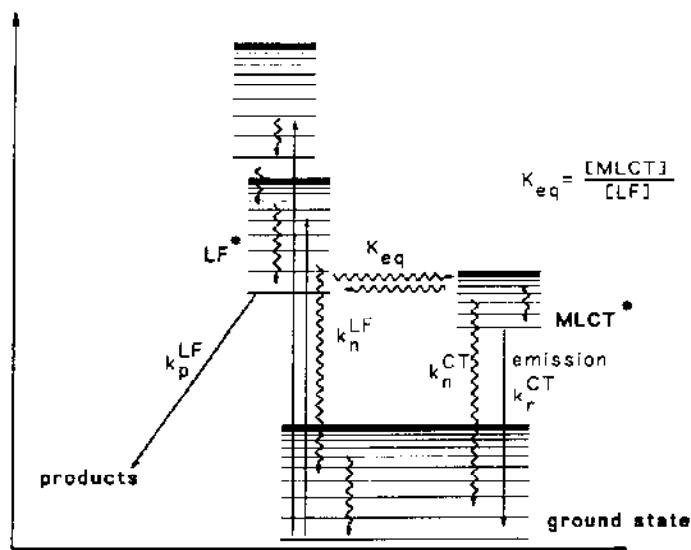 K_eq = [MLCT] / [LF]
LF*
K_eq
MLCT*
k_n^LF
k_p^LF
k_n^CT
emission
k_r^CT
products
ground state